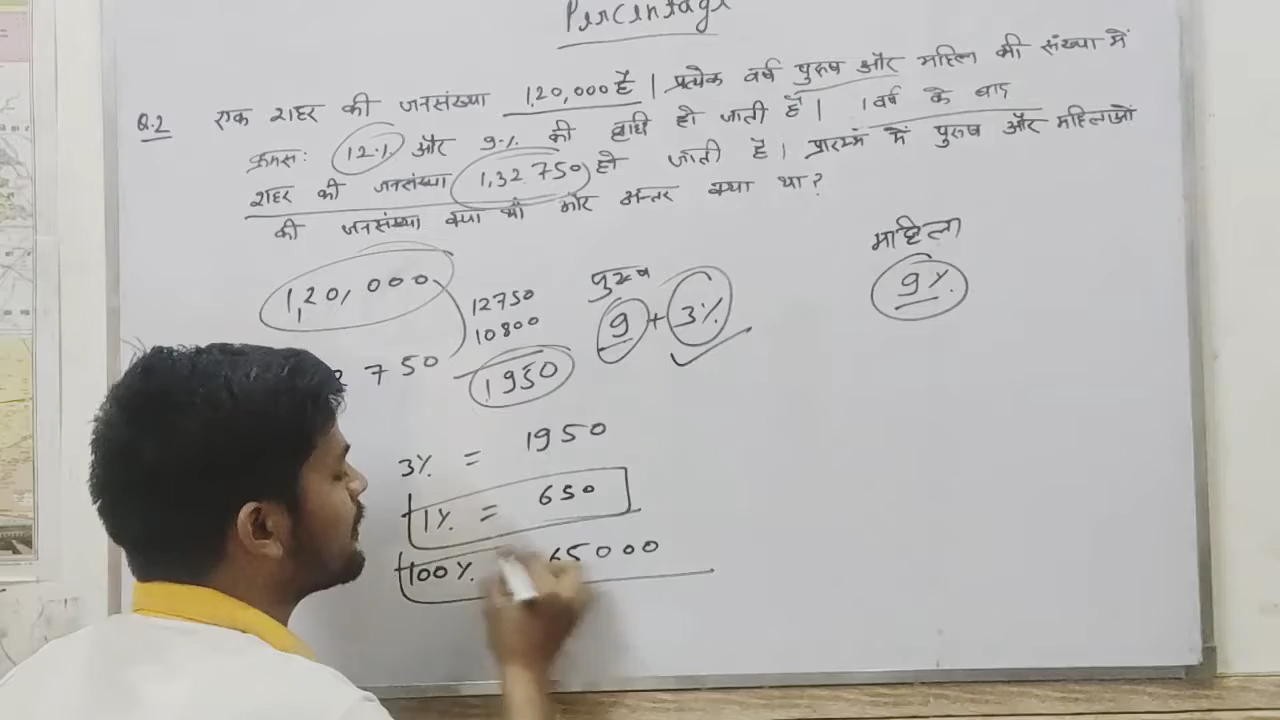 Percentage
Q.2 एक शहर की जनसंख्या 1,20,000 है। प्रत्येक वर्ष पुरुष और महिला की संख्या में
क्रमसः 12% और 9% की वृद्धि हो जाती है। 1 वर्ष के बाद
शहर की जनसंख्या 1,32 750 हो जाती है। प्रारम्भ में पुरुष और महिलाओं
की जनसंख्या क्या थी और अन्तर क्या था?
1,20,000
12750
10800
1950
750
पुरुष
9 + 3%
महिला
9%
3% = 1950
1% = 650
100% 65000